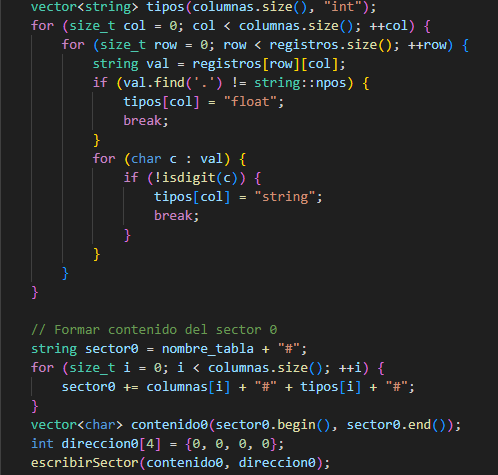 vector<string> tipos(columnas.size(), "int");
for (size_t col = 0; col < columnas.size(); ++col) {
    for (size_t row = 0; row < registros.size(); ++row) {
        string val = registros[row][col];
        if (val.find('.') != string::npos) {
            tipos[col] = "float";
            break;
        }
        for (char c : val) {
            if (!isdigit(c)) {
                tipos[col] = "string";
                break;
            }
        }
    }
}

// Formar contenido del sector 0
string sector0 = nombre_tabla + "#";
for (size_t i = 0; i < columnas.size(); ++i) {
    sector0 += columnas[i] + "#" + tipos[i] + "#";
}
vector<char> contenido0(sector0.begin(), sector0.end());
int direccion0[4] = {0, 0, 0, 0};
escribirSector(contenido0, direccion0);